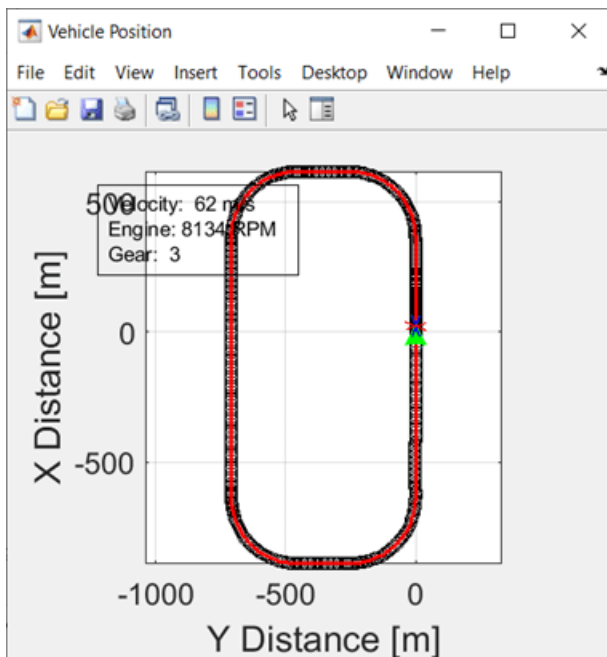 Vehicle Position
File Edit View Insert Tools Desktop Window Help
500
Velocity: 62 m/s
Engine: 8134 RPM
Gear: 3
0
-500
X Distance [m]
-1000 -500 0
Y Distance [m]